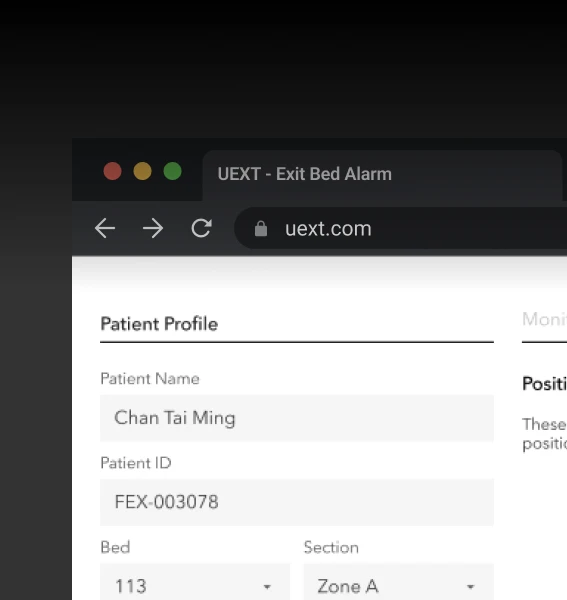 UEXT - Exit Bed Alarm
uext.com
Patient Profile
Patient Name
Chan Tai Ming
Patient ID
FEX-003078
Bed
Section
113
Zone A
Moni
Positi
These
positio